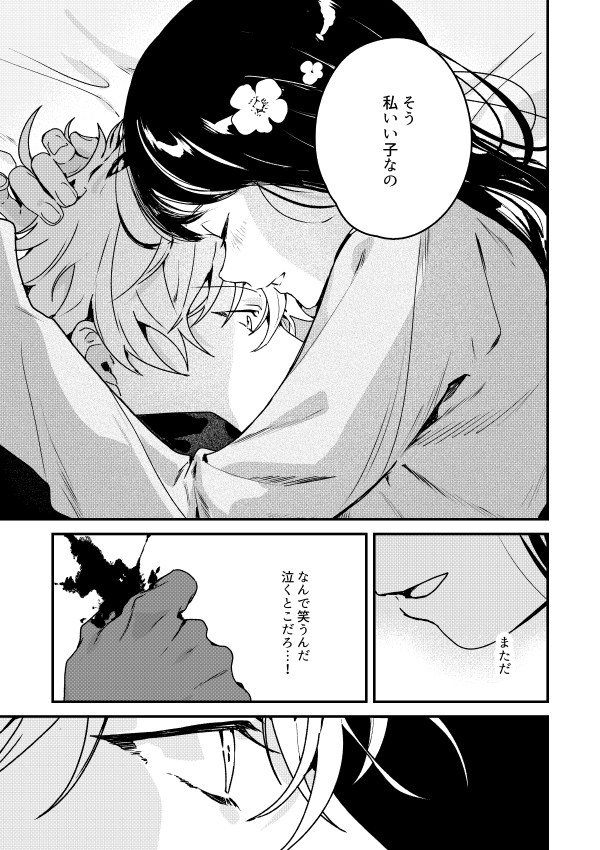 そう
私いい子なの
まただ
なんで笑うんだ
泣くとこだろ…！